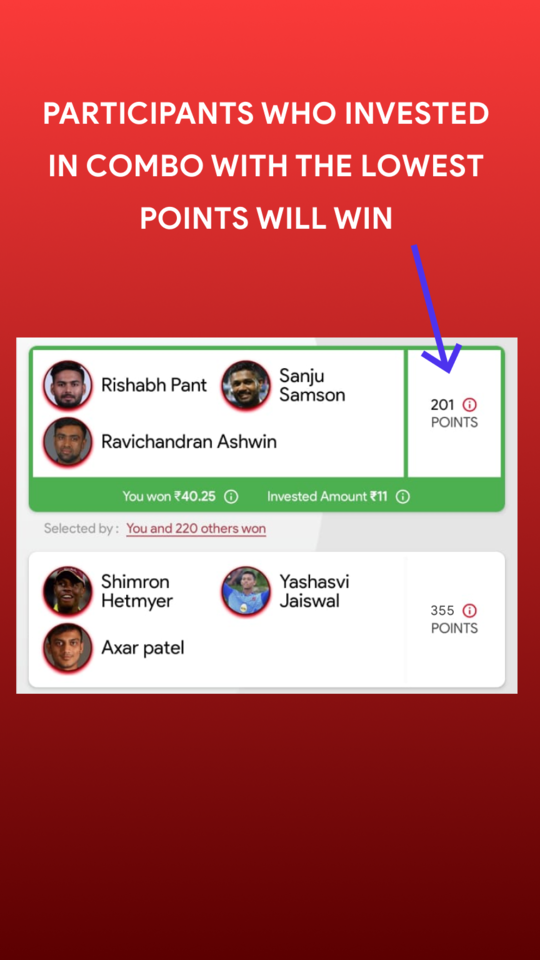 PARTICIPANTS WHO INVESTED
IN COMBO WITH THE LOWEST
POINTS WILL WIN
Rishabh Pant
Sanju
Samson
Ravichandran Ashwin
201
POINTS
You won ₹40.25
Invested Amount ₹11
Selected by : You and 220 others won
Shimron
Hetmyer
Yashasvi
Jaiswal
Axar patel
355
POINTS